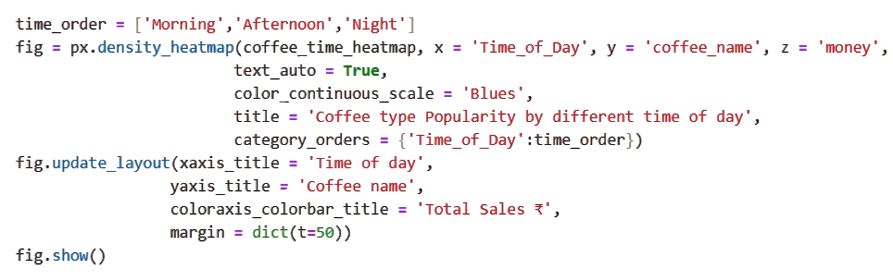 time_order = ['Morning','Afternoon','Night']
fig = px.density_heatmap(coffee_time_heatmap, x = 'Time_of_Day', y = 'coffee_name', z = 'money',
                         text_auto = True,
                         color_continuous_scale = 'Blues',
                         title = 'Coffee type Popularity by different time of day',
                         category_orders = {'Time_of_Day':time_order})
fig.update_layout(xaxis_title = 'Time of day',
                  yaxis_title = 'Coffee name',
                  coloraxis_colorbar_title = 'Total Sales ₹',
                  margin = dict(t=50))
fig.show()